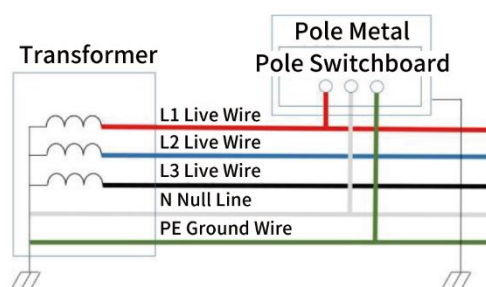 Pole Metal
Transformer
Pole Switchboard
L1 Live Wire
L2 Live Wire
L3 Live Wire
N Null Line
PE Ground Wire